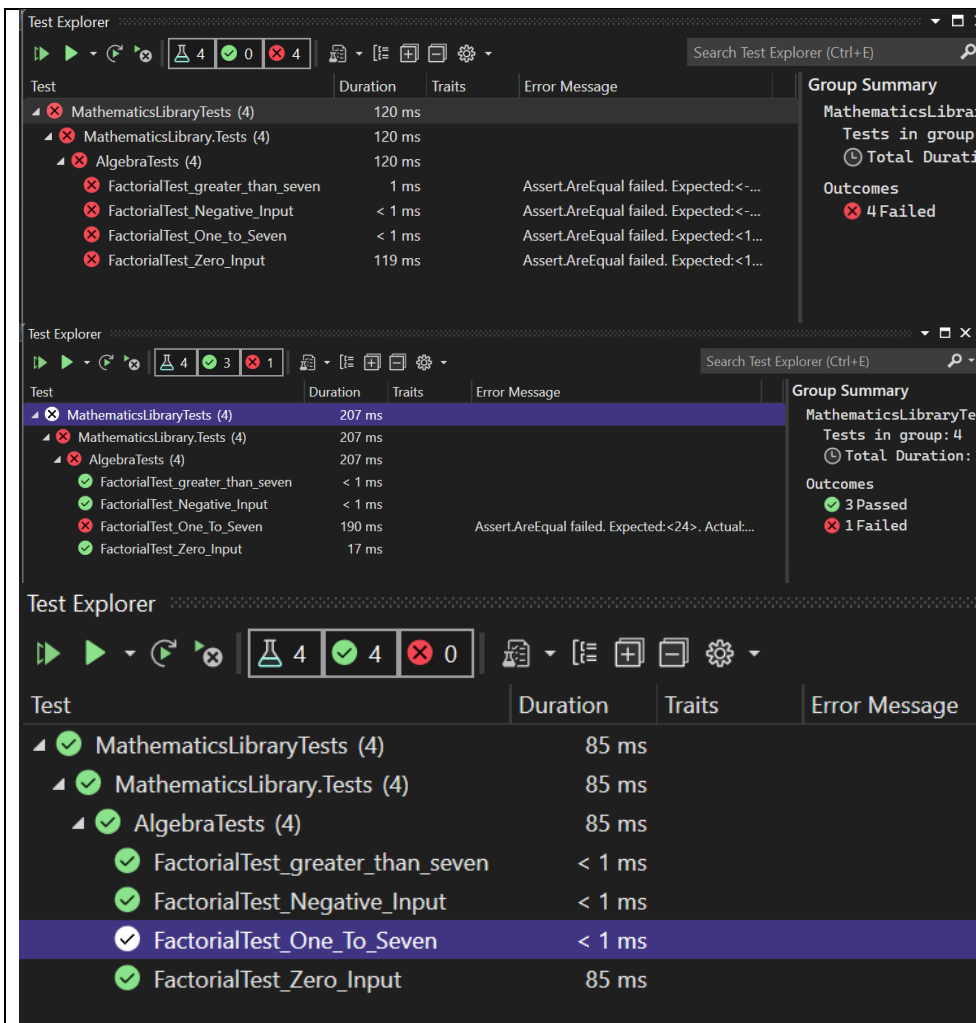 Test Explorer
4 0 4 Search Test Explorer (Ctrl+E)
Test Duration Traits Error Message Group Summary
MathematicsLibraryTests (4) 120 ms MathematicsLibra
MathematicsLibrary.Tests (4) 120 ms Tests in group
AlgebraTests (4) 120 ms Total Durati
FactorialTest_greater_than_seven 1 ms Assert.AreEqual failed. Expected:<-... Outcomes
FactorialTest_Negative_Input < 1 ms Assert.AreEqual failed. Expected:<-... 4 Failed
FactorialTest_One_to_Seven < 1 ms Assert.AreEqual failed. Expected:<1...
FactorialTest_Zero_Input 119 ms Assert.AreEqual failed. Expected:<1...
Test Explorer
4 3 1 Search Test Explorer (Ctrl+E)
Test Duration Traits Error Message Group Summary
MathematicsLibraryTests (4) 207 ms MathematicsLibraryTe
MathematicsLibrary.Tests (4) 207 ms Tests in group: 4
AlgebraTests (4) 207 ms Total Duration:
FactorialTest_greater_than_seven < 1 ms Outcomes
FactorialTest_Negative_Input < 1 ms 3 Passed
FactorialTest_One_To_Seven 190 ms Assert.AreEqual failed. Expected:<24>. Actual:... 1 Failed
FactorialTest_Zero_Input 17 ms
Test Explorer
4 4 0
Test Duration Traits Error Message
MathematicsLibraryTests (4) 85 ms
MathematicsLibrary.Tests (4) 85 ms
AlgebraTests (4) 85 ms
FactorialTest_greater_than_seven < 1 ms
FactorialTest_Negative_Input < 1 ms
FactorialTest_One_To_Seven < 1 ms
FactorialTest_Zero_Input 85 ms